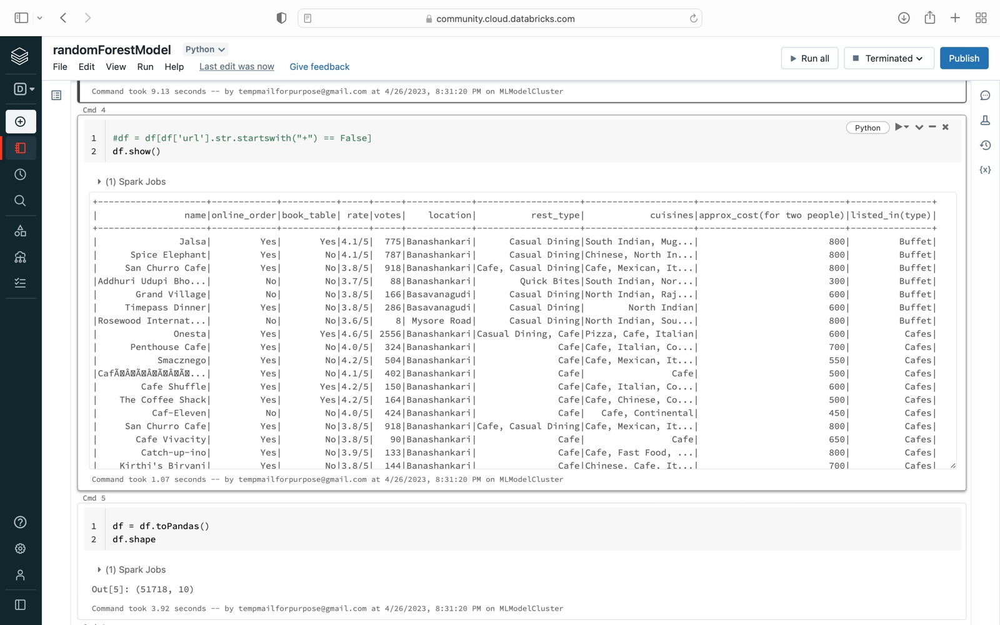 community.cloud.databricks.com
randomForestModel Python
File Edit View Run Help Last edit was now Give feedback
Run all Terminated Publish
D
Command took 9.13 seconds -- by tempmailforpurpose@gmail.com at 4/26/2023, 8:31:20 PM on MLModelCluster
Cmd 4
Python
1 #df = df[df['url'].str.startswith("+") == False]
2 df.show()
{x}
(1) Spark Jobs
+--------------------+------------+----------+-----+-----+------------+-------------------+--------------------+---------------------------+---------------+
| name|online_order|book_table| rate|votes| location| rest_type| cuisines|approx_cost(for two people)|listed_in(type)|
+--------------------+------------+----------+-----+-----+------------+-------------------+--------------------+---------------------------+---------------+
| Jalsa| Yes| Yes|4.1/5| 775|Banashankari| Casual Dining|South Indian, Mug...| 800| Buffet|
| Spice Elephant| Yes| No|4.1/5| 787|Banashankari| Casual Dining|Chinese, North In...| 800| Buffet|
| San Churro Cafe| Yes| No|3.8/5| 918|Banashankari|Cafe, Casual Dining|Cafe, Mexican, It...| 800| Buffet|
|Addhuri Udupi Bho...| No| No|3.7/5| 88|Banashankari| Quick Bites|South Indian, Nor...| 300| Buffet|
| Grand Village| No| No|3.8/5| 166|Basavanagudi| Casual Dining|North Indian, Raj...| 600| Buffet|
| Timepass Dinner| Yes| No|3.8/5| 286|Basavanagudi| Casual Dining| North Indian| 600| Buffet|
|Rosewood Internat...| No| No|3.6/5| 8| Mysore Road| Casual Dining|North Indian, Sou...| 800| Buffet|
| Onesta| Yes| Yes|4.6/5| 2556|Banashankari|Casual Dining, Cafe|Pizza, Cafe, Italian| 600| Cafes|
| Penthouse Cafe| Yes| No|4.0/5| 324|Banashankari| Cafe|Cafe, Italian, Co...| 700| Cafes|
| Smacznego| Yes| No|4.2/5| 504|Banashankari| Cafe|Cafe, Mexican, It...| 550| Cafes|
| Yes| No|4.1/5| 402|Banashankari| Cafe| Cafe| 500| Cafes|
| Cafe Shuffle| Yes| Yes|4.2/5| 150|Banashankari| Cafe|Cafe, Italian, Co...| 600| Cafes|
| The Coffee Shack| Yes| Yes|4.2/5| 164|Banashankari| Cafe|Cafe, Chinese, Co...| 500| Cafes|
| Caf-Eleven| No| No|4.0/5| 424|Banashankari| Cafe| Cafe, Continental| 450| Cafes|
| San Churro Cafe| Yes| No|3.8/5| 918|Banashankari|Cafe, Casual Dining|Cafe, Mexican, It...| 800| Cafes|
| Cafe Vivacity| Yes| No|3.8/5| 90|Banashankari| Cafe| Cafe| 650| Cafes|
| Catch-up-ino| Yes| No|3.9/5| 133|Banashankari| Cafe|Cafe, Fast Food, ...| 800| Cafes|
| Kirthi's Biryani| Yes| No|3.8/5| 144|Banashankari| Cafe|Chinese, Cafe, It...| 700| Cafes|
Command took 1.07 seconds -- by tempmailforpurpose@gmail.com at 4/26/2023, 8:31:20 PM on MLModelCluster
Cmd 5
1 df = df.toPandas()
2 df.shape
(1) Spark Jobs
Out[5]: (51718, 10)
Command took 3.92 seconds -- by tempmailforpurpose@gmail.com at 4/26/2023, 8:31:20 PM on MLModelCluster